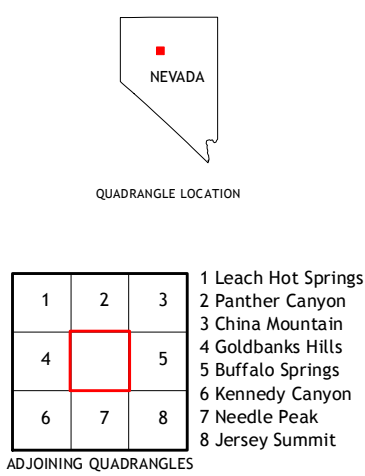 NEVADA
QUADRANGLE LOCATION
1 2 3
4 5
6 7 8
1 Leach Hot Springs
2 Panther Canyon
3 China Mountain
4 Goldbanks Hills
5 Buffalo Springs
6 Kennedy Canyon
7 Needle Peak
8 Jersey Summit
ADJOINING QUADRANGLES